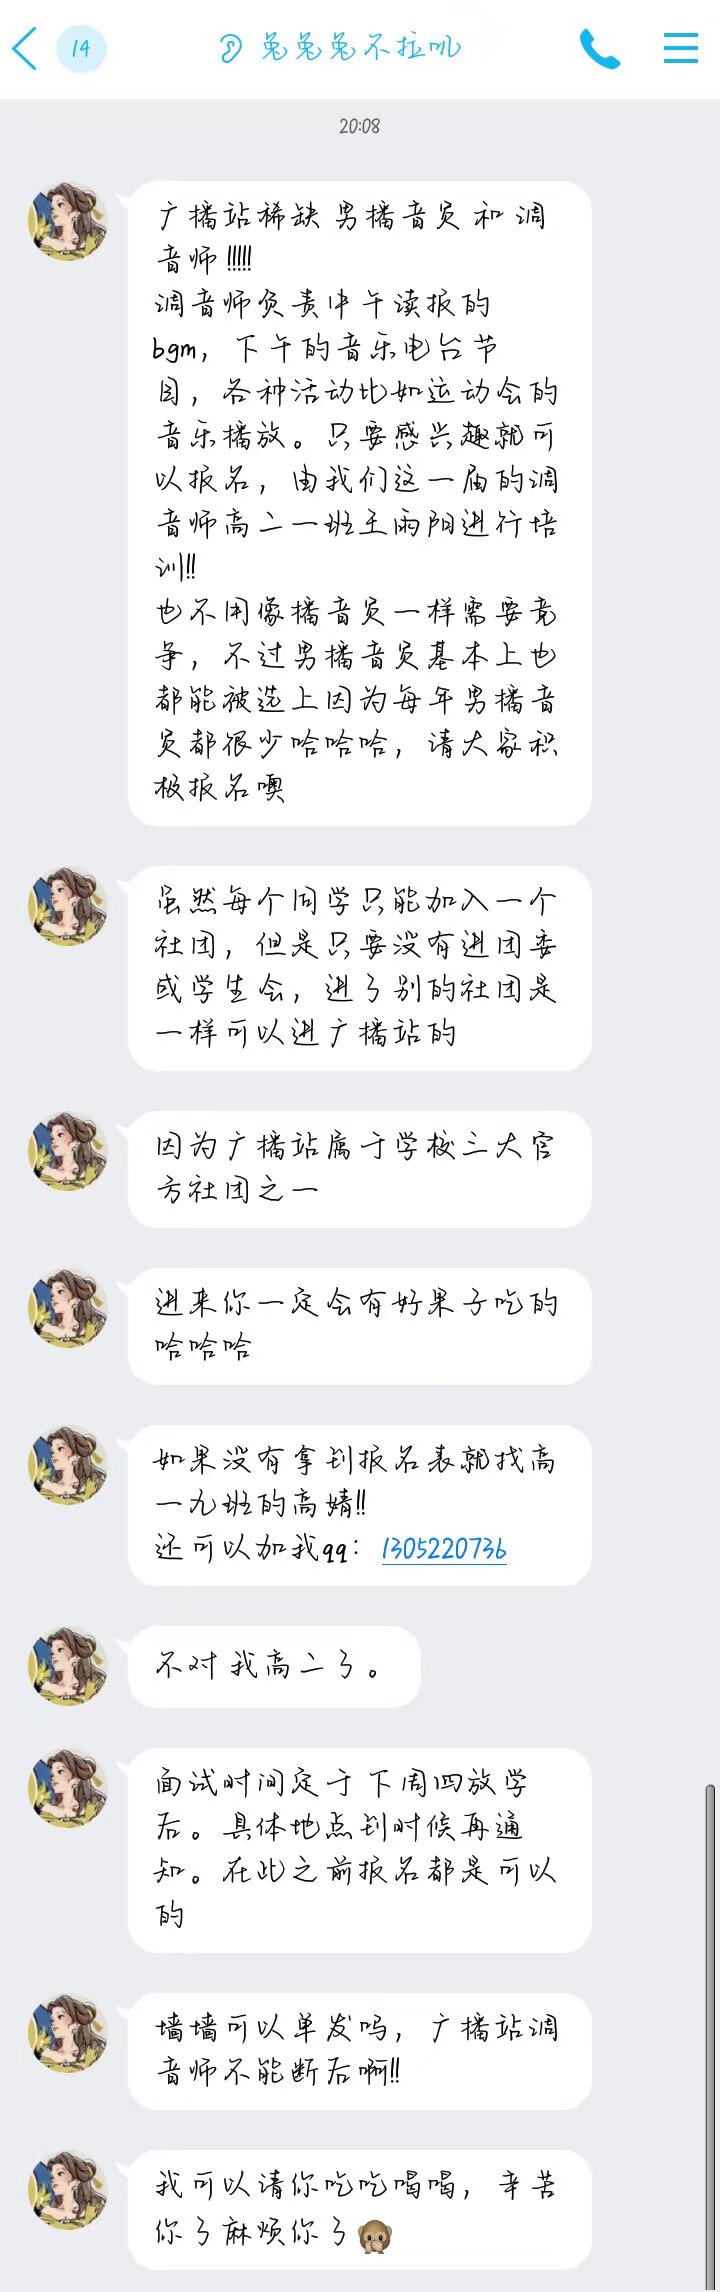 14
兔兔兔不拉叽
20:08
广播站稀缺男播音员和调
音师!!!!!
调音师负责中午读报的
bgm，下午的音乐电台节
目，各种活动比如运动会的
音乐播放。只要感兴趣就可
以报名，由我们这一届的调
音师高二一班王雨阳进行培
训!!
也不用像播音员一样需要竞
争，不过男播音员基本上也
都能被选上因为每年男播音
员都很少哈哈哈，请大家积
极报名噢
虽然每个同学只能加入一个
社团，但是只要没有进团委
或学生会，进了别的社团是
一样可以进广播站的
因为广播站属于学校三大官
方社团之一
进来你一定会有好果子吃的
哈哈哈
如果没有拿到报名表就找高
一九班的高婧!!
还可以加我qq：1305220736
不对我高二了。
面试时间定于下周四放学
后。具体地点到时候再通
知。在此之前报名都是可以
的
墙墙可以单发吗，广播站调
音师不能断后啊!!
我可以请你吃吃喝喝，辛苦
你了麻烦你了🙊